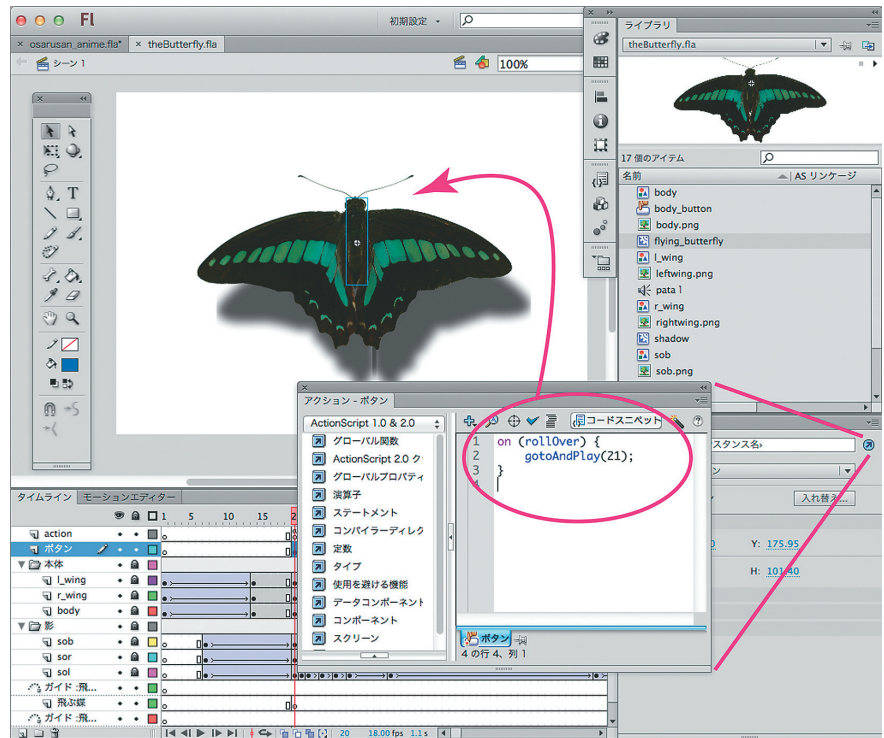 Fl
初期設定
osarusan_anime.fla*
theButterfly.fla
シーン 1
100%
ライブラリ
theButterfly.fla
17 個のアイテム
名前
AS リンケージ
body
body_button
body.png
flying_butterfly
l_wing
leftwing.png
pata 1
r_wing
rightwing.png
shadow
sob
sob.png
T
アクション - ボタン
ActionScript 1.0 & 2.0
グローバル関数
ActionScript 2.0 ク
グローバルプロパティ
演算子
ステートメント
コンパイラーディレク
定数
タイプ
使用を避ける機能
データコンポーネント
コンポーネント
スクリーン
コードスニペット
1 on (rollOver) {
2 gotoAndPlay(21);
3 }
4
ボタン
4 の行 4、列 1
スタンス名›
ン
入れ替え...
0
Y: 175.95
H: 101.40
タイムライン
モーションエディター
1 5 10 15 2
action
ボタン
本体
l_wing
r_wing
body
影
sob
sor
sol
ガイド :飛...
飛ぶ蝶
ガイド :飛...
20 18.00 fps 1.1 s